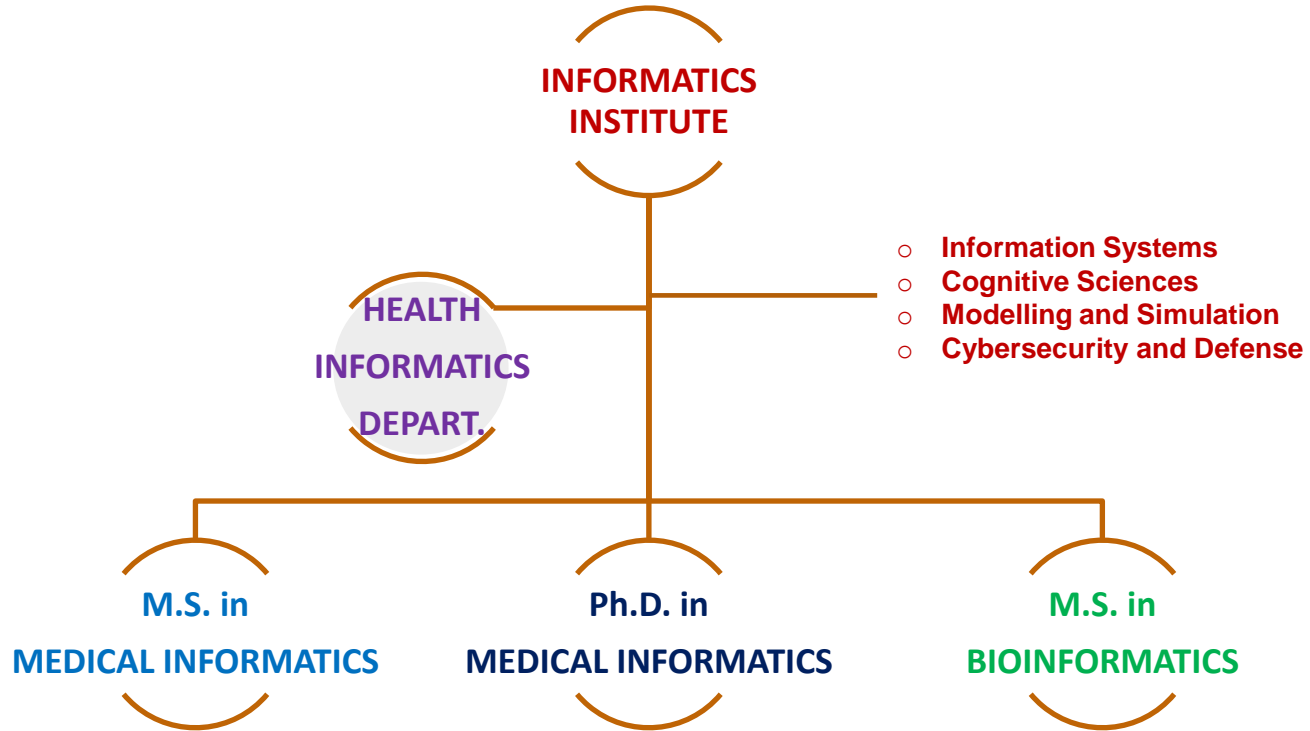 INFORMATICS
INSTITUTE
○ Information Systems
○ Cognitive Sciences
○ Modelling and Simulation
○ Cybersecurity and Defense
HEALTH
INFORMATICS
DEPART.
M.S. in
MEDICAL INFORMATICS
Ph.D. in
MEDICAL INFORMATICS
M.S. in
BIOINFORMATICS